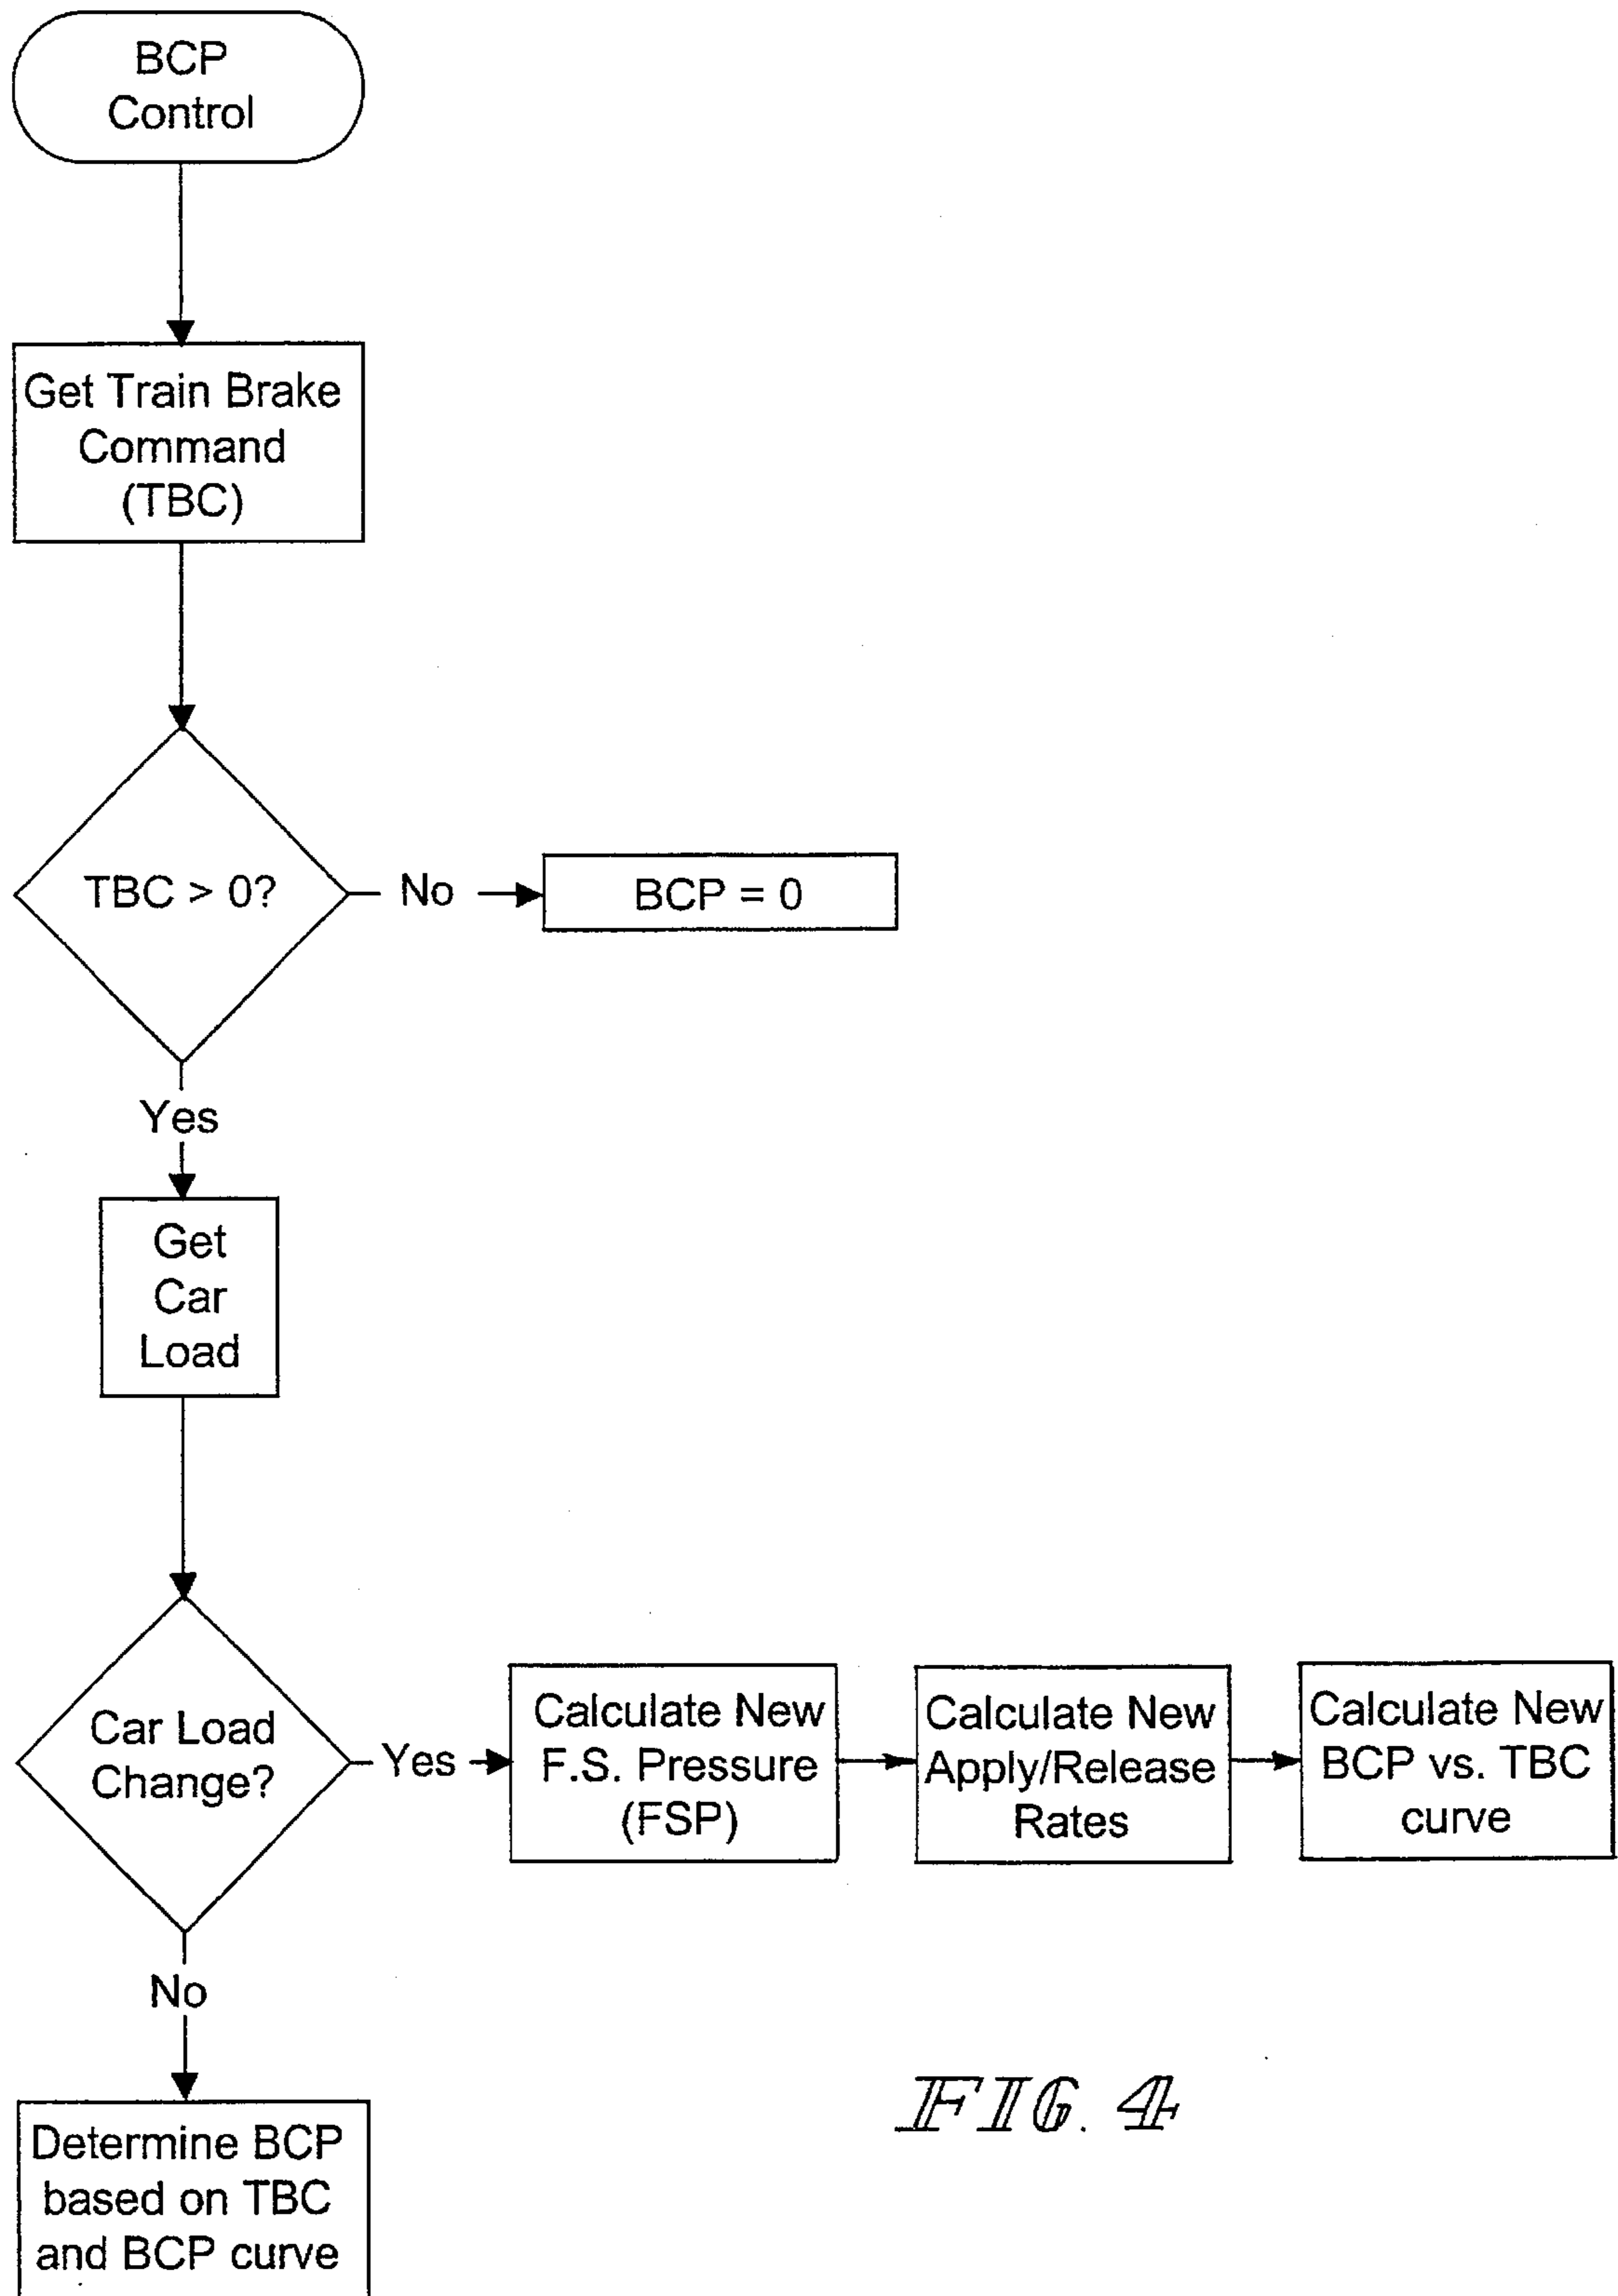 BCP
Control
Get Train Brake
Command
(TBC)
TBC > 0?
No
BCP = 0
Yes
Get
Car
Load
Car Load
Change?
Yes
Calculate New
F.S. Pressure
(FSP)
Calculate New
Apply/Release
Rates
Calculate New
BCP vs. TBC
curve
No
Determine BCP
based on TBC
and BCP curve
FIG. 4